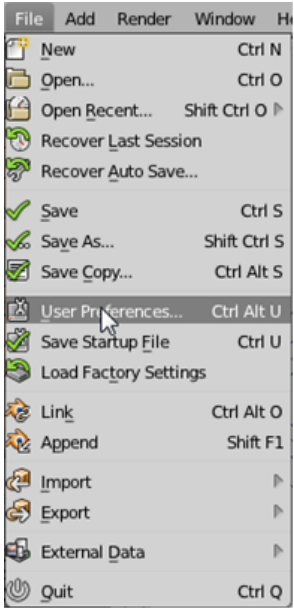 File Add Render Window H
New Ctrl N
Open... Ctrl O
Open Recent... Shift Ctrl O
Recover Last Session
Recover Auto Save...
Save Ctrl S
Save As... Shift Ctrl S
Save Copy... Ctrl Alt S
User Preferences... Ctrl Alt U
Save Startup File Ctrl U
Load Factory Settings
Link Ctrl Alt O
Append Shift F1
Import
Export
External Data
Quit Ctrl Q